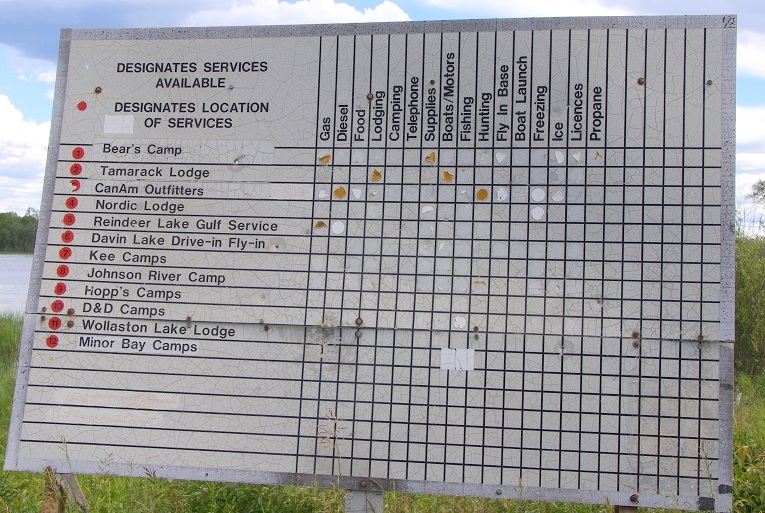 DESIGNATES SERVICES
AVAILABLE
DESIGNATES LOCATION
OF SERVICES
Gas
Diesel
Food
Lodging
Camping
Telephone
Supplies
Boats/Motors
Fishing
Hunting
Fly In Base
Boat Launch
Freezing
Ice
Licences
Propane
1 Bear's Camp
2 Tamarack Lodge
CanAm Outfitters
4 Nordic Lodge
5 Reindeer Lake Gulf Service
6 Davin Lake Drive-in Fly-in
7 Kee Camps
8 Johnson River Camp
9 Hopp's Camps
10 D&D Camps
11 Wollaston Lake Lodge
12 Minor Bay Camps